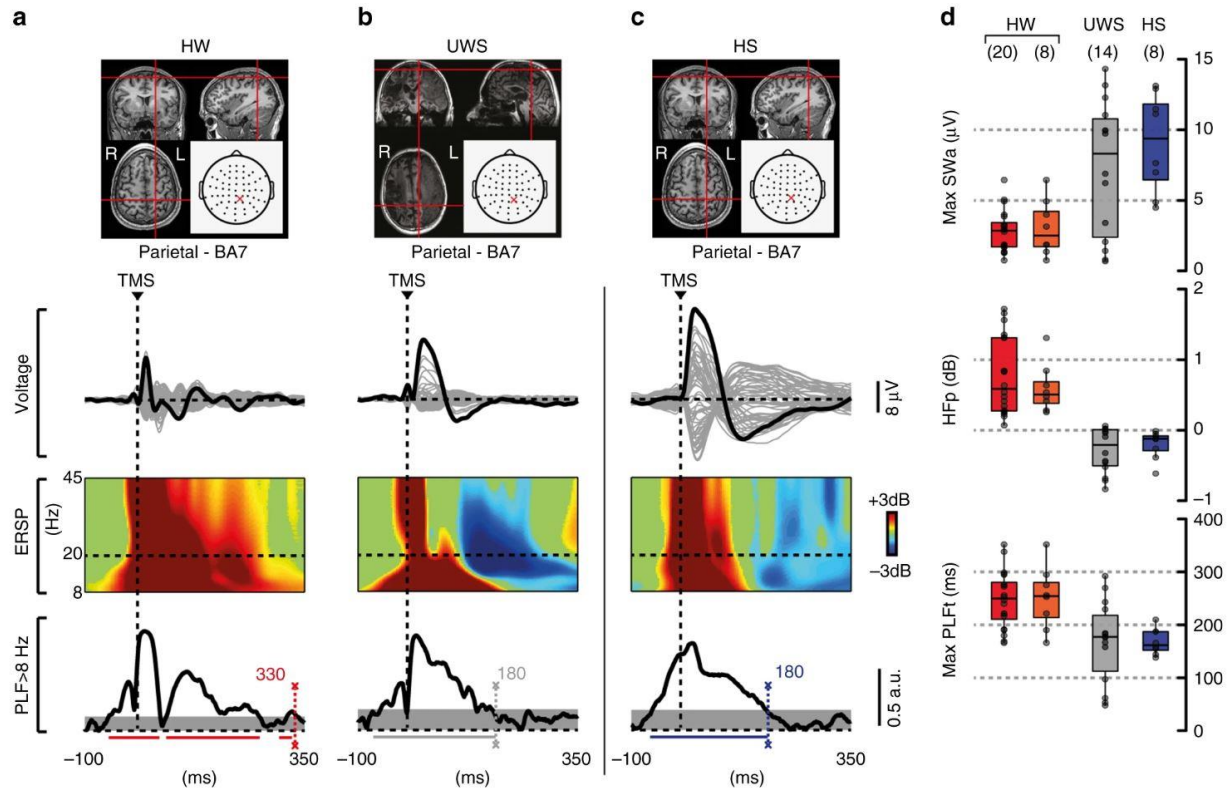 a
HW
R L
Parietal - BA7
b
UWS
R L
Parietal - BA7
c
HS
R L
Parietal - BA7
TMS
TMS
TMS
Voltage
8 μV
ERSP
(Hz)
45
20
8
+3dB
−3dB
PLF>8 Hz
330
180
180
0.5 a.u.
−100 350
(ms)
−100 350
(ms)
−100 350
(ms)
d
HW UWS HS
(20) (8) (14) (8)
Max SWa (μV)
15
10
5
0
HFp (dB)
2
1
0
−1
Max PLFt (ms)
400
300
200
100
0